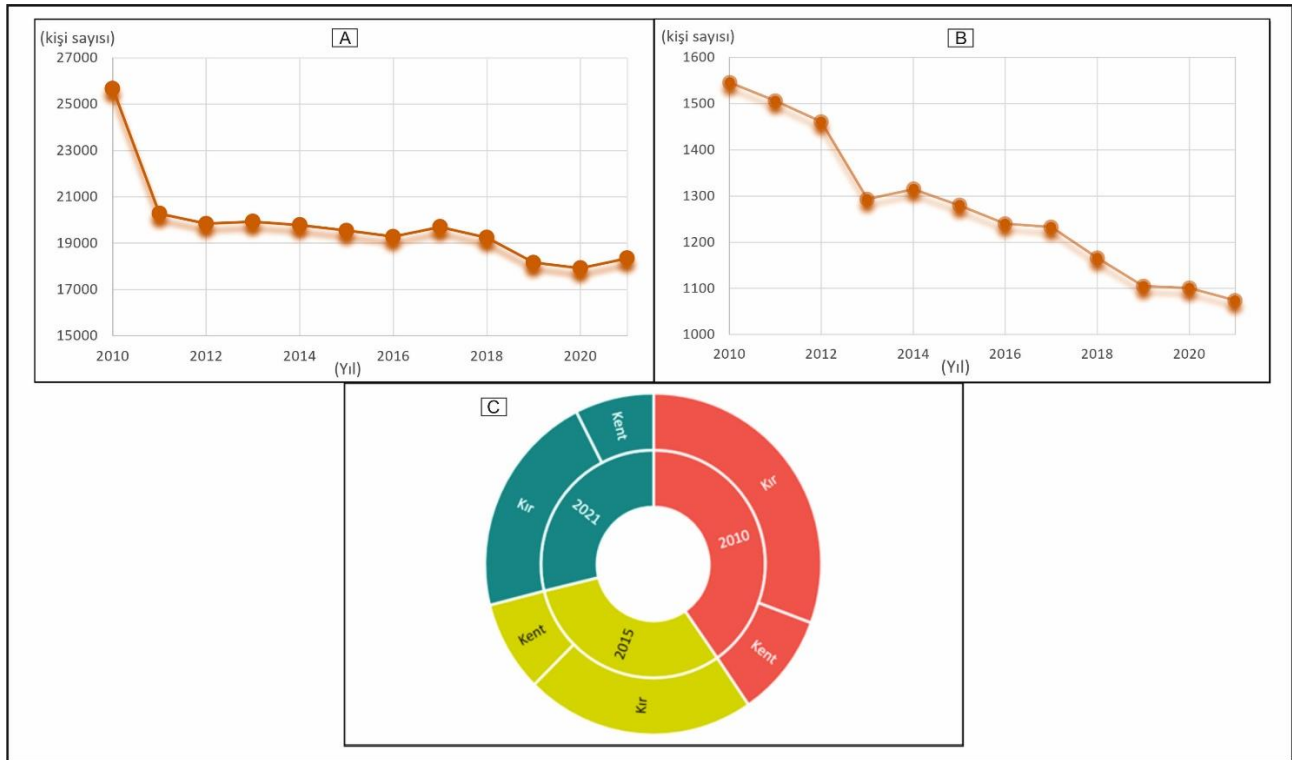 (kişi sayısı)
A
27000
25000
23000
21000
19000
17000
15000
2010 2012 2014 2016 2018 2020
(Yıl)
(kişi sayısı)
B
1600
1500
1400
1300
1200
1100
1000
2010 2012 2014 2016 2018 2020
(Yıl)
C
Kent
Kır
2021
Kır
2010
Kent
Kent
2015
Kır